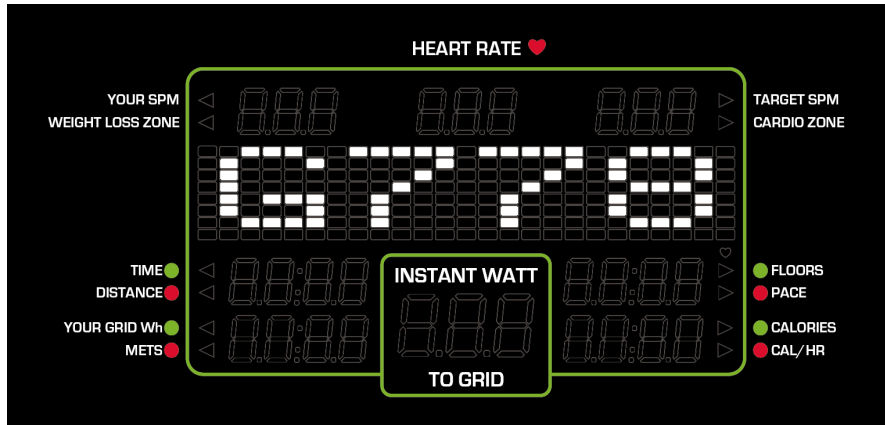 HEART RATE
YOUR SPM
TARGET SPM
WEIGHT LOSS ZONE
CARDIO ZONE
G778
TIME
INSTANT WATT
FLOORS
DISTANCE
PACE
YOUR GRID Wh
CALORIES
METS
CAL/HR
TO GRID